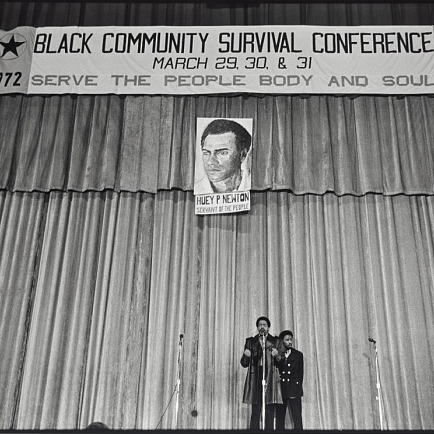 BLACK COMMUNITY SURVIVAL CONFERENCE
MARCH 29, 30, & 31
972 SERVE THE PEOPLE BODY AND SOUL
HUEY P. NEWTON
SERVANT OF THE PEOPLE